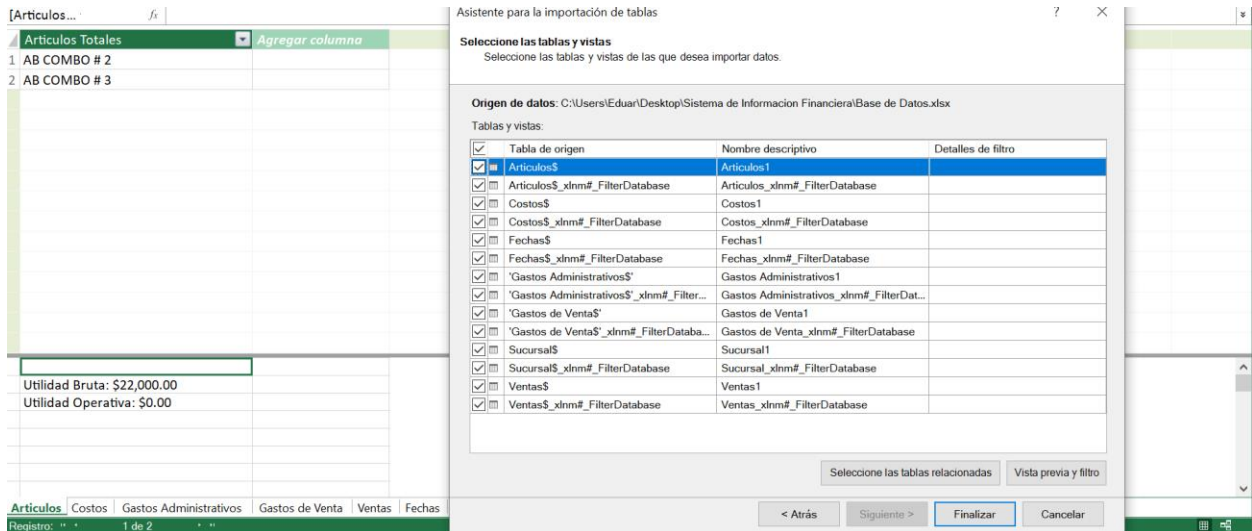 [Articulos...
fx
Articulos Totales
Agregar columna
1 AB COMBO # 2
2 AB COMBO # 3
Utilidad Bruta: $22,000.00
Utilidad Operativa: $0.00
Articulos Costos Gastos Administrativos Gastos de Venta Ventas Fechas
Registro: 1 de 2
Asistente para la importación de tablas ?
Seleccione las tablas y vistas
Seleccione las tablas y vistas de las que desea importar datos.
Origen de datos: C:\Users\Eduar\Desktop\Sistema de Informacion Financiera\Base de Datos.xlsx
Tablas y vistas:
Tabla de origen Nombre descriptivo Detalles de filtro
Articulos$ Articulos1
Articulos$_xlnm#_FilterDatabase Articulos_xlnm#_FilterDatabase
Costos$ Costos1
Costos$_xlnm#_FilterDatabase Costos_xlnm#_FilterDatabase
Fechas$ Fechas1
Fechas$_xlnm#_FilterDatabase Fechas_xlnm#_FilterDatabase
'Gastos Administrativos$' Gastos Administrativos1
'Gastos Administrativos$'_xlnm#_Filter... Gastos Administrativos_xlnm#_FilterDat...
'Gastos de Venta$' Gastos de Venta1
'Gastos de Venta$'_xlnm#_FilterDataba... Gastos de Venta_xlnm#_FilterDatabase
Sucursal$ Sucursal1
Sucursal$_xlnm#_FilterDatabase Sucursal_xlnm#_FilterDatabase
Ventas$ Ventas1
Ventas$_xlnm#_FilterDatabase Ventas_xlnm#_FilterDatabase
Seleccione las tablas relacionadas Vista previa y filtro
< Atrás Siguiente > Finalizar Cancelar